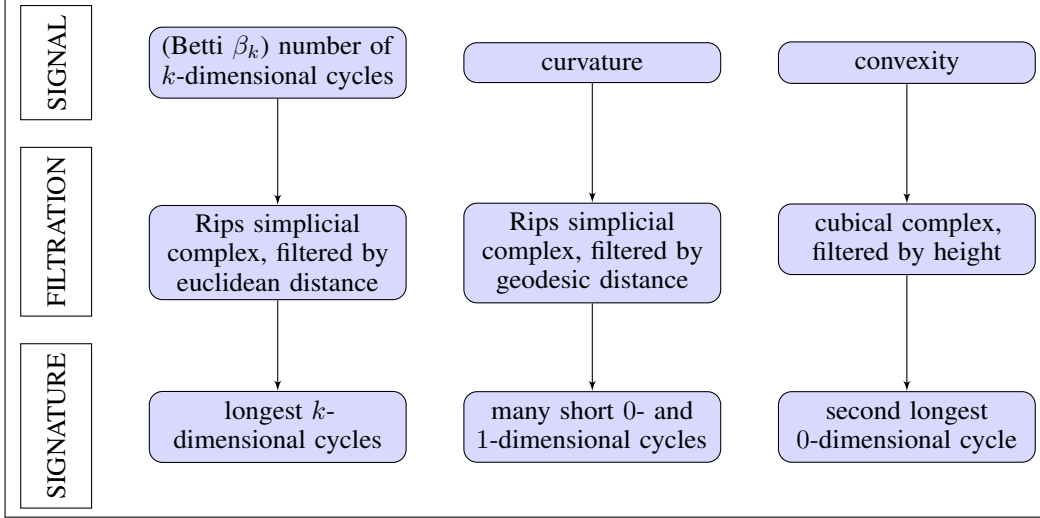 SIGNAL
(Betti βₖ) number of
k-dimensional cycles
curvature
convexity
FILTRATION
Rips simplicial
complex, filtered by
euclidean distance
Rips simplicial
complex, filtered by
geodesic distance
cubical complex,
filtered by height
SIGNATURE
longest k-
dimensional cycles
many short 0- and
1-dimensional cycles
second longest
0-dimensional cycle